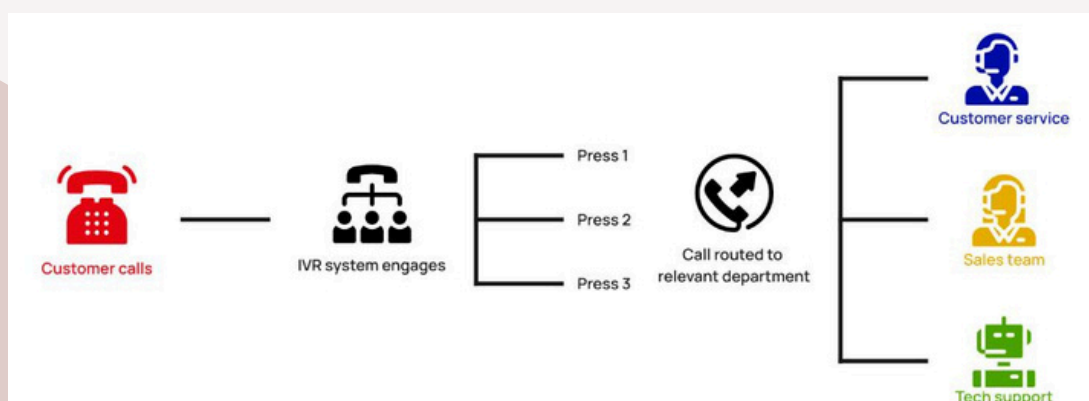 Customer calls
IVR system engages
Press 1
Press 2
Press 3
Call routed to
relevant department
Customer service
Sales team
Tech support